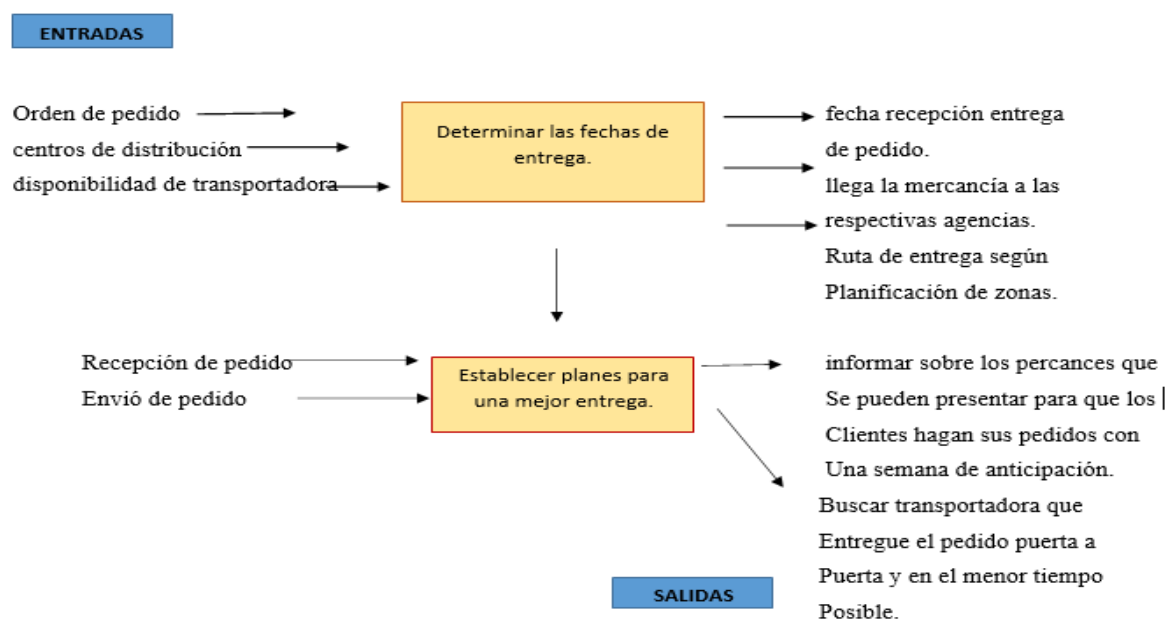 ENTRADAS
Orden de pedido
centros de distribución
disponibilidad de transportadora
Determinar las fechas de
entrega.
fecha recepción entrega
de pedido.
llega la mercancía a las
respectivas agencias.
Ruta de entrega según
Planificación de zonas.
Recepción de pedido
Envió de pedido
Establecer planes para
una mejor entrega.
informar sobre los percances que
Se pueden presentar para que los
Clientes hagan sus pedidos con
Una semana de anticipación.
Buscar transportadora que
Entregue el pedido puerta a
Puerta y en el menor tiempo
Posible.
SALIDAS